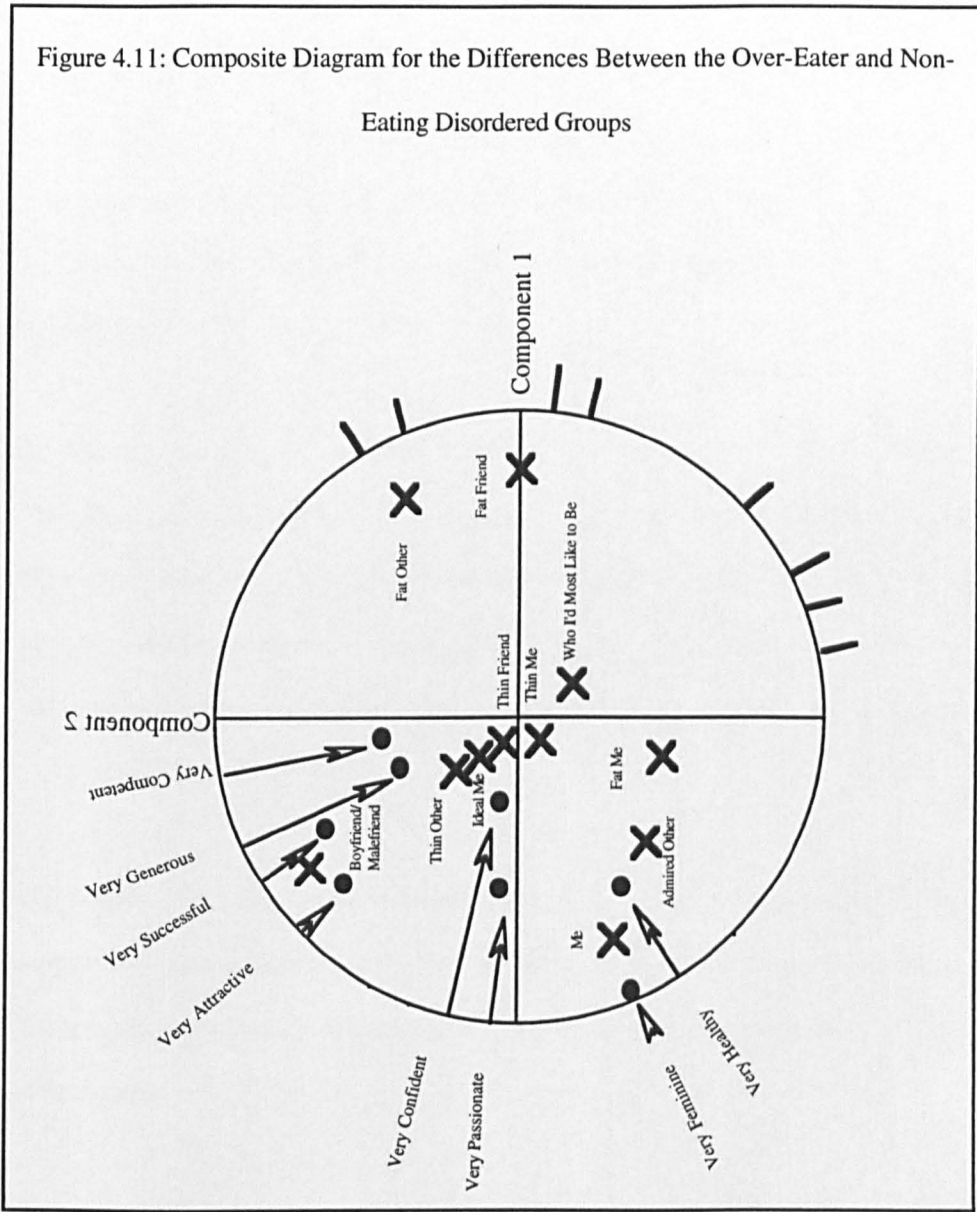 Figure 4.11: Composite Diagram for the Differences Between the Over-Eater and Non-
Eating Disordered Groups
Component 1
Fat Friend
Fat Other
Who I'd Most Like to Be
Thin Friend
Thin Me
Component 2
Very Competent
Fat Me
Ideal Me
Thin Other
Boyfriend/
Malefriend
Very Generous
Admired Other
Very Successful
Me
Very Attractive
Very Confident
Very Passionate
Very Healthy
Very Feminine